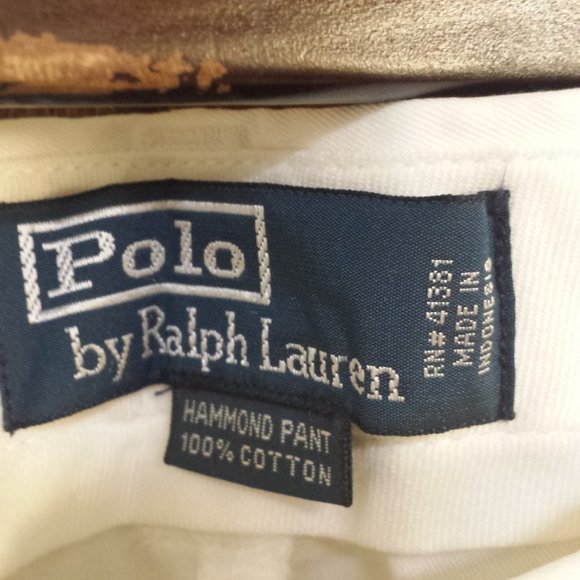 Polo
by Ralph Lauren
RN# 41381
MADE IN
INDONESIA
HAMMOND PANT
100% COTTON